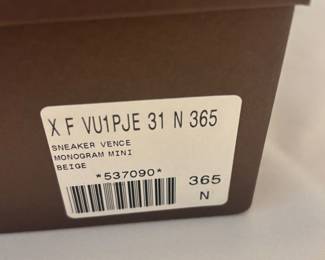 X F VU1PJE 31 N 365
SNEAKER VENCE
MONOGRAM MINI
BEIGE
*537090*
365
N